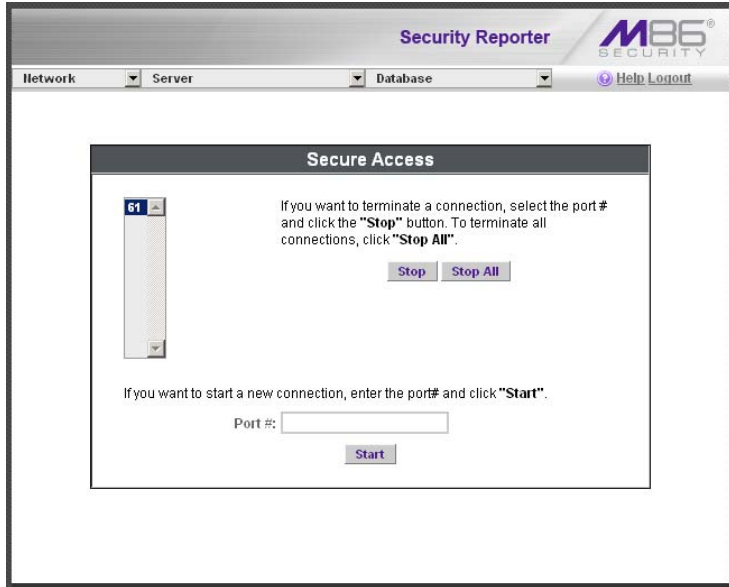 Security Reporter
M86®
SECURITY
Network Server Database Help Logout
Secure Access
61
If you want to terminate a connection, select the port #
and click the "Stop" button. To terminate all
connections, click "Stop All".
Stop Stop All
If you want to start a new connection, enter the port# and click "Start".
Port #:
Start